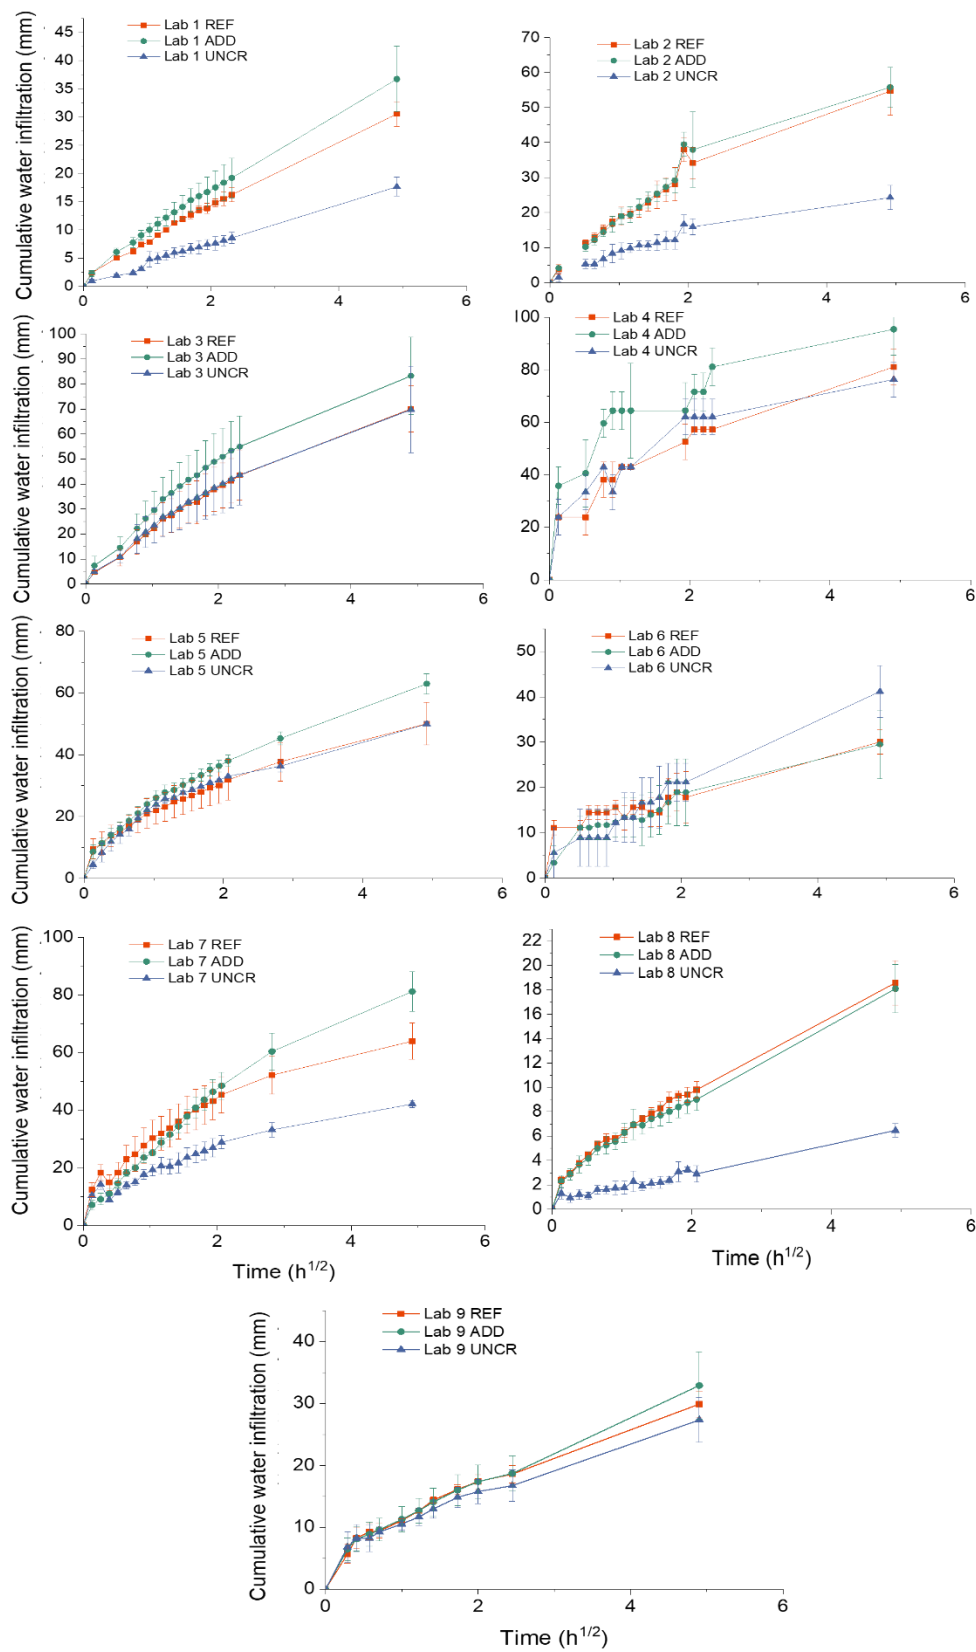 Cumulative water infiltration (mm)
Lab 1 REF
Lab 1 ADD
Lab 1 UNCR
45
40
35
30
25
20
15
10
5
0
0 2 4 6
Lab 2 REF
Lab 2 ADD
Lab 2 UNCR
70
60
50
40
30
20
10
0
0 2 4 6
Cumulative water infiltration (mm)
Lab 3 REF
Lab 3 ADD
Lab 3 UNCR
100
90
80
70
60
50
40
30
20
10
0
0 2 4 6
Lab 4 REF
Lab 4 ADD
Lab 4 UNCR
100
80
60
40
20
0
0 2 4 6
Cumulative water infiltration (mm)
Lab 5 REF
Lab 5 ADD
Lab 5 UNCR
80
60
40
20
0
0 2 4 6
Lab 6 REF
Lab 6 ADD
Lab 6 UNCR
50
40
30
20
10
0
0 2 4 6
Cumulative water infiltration (mm)
Lab 7 REF
Lab 7 ADD
Lab 7 UNCR
100
80
60
40
20
0
0 2 4 6
Time (h^1/2)
Lab 8 REF
Lab 8 ADD
Lab 8 UNCR
22
20
18
16
14
12
10
8
6
4
2
0
0 2 4 6
Time (h^1/2)
Cumulative water infiltration (mm)
Lab 9 REF
Lab 9 ADD
Lab 9 UNCR
40
30
20
10
0
0 2 4 6
Time (h^1/2)